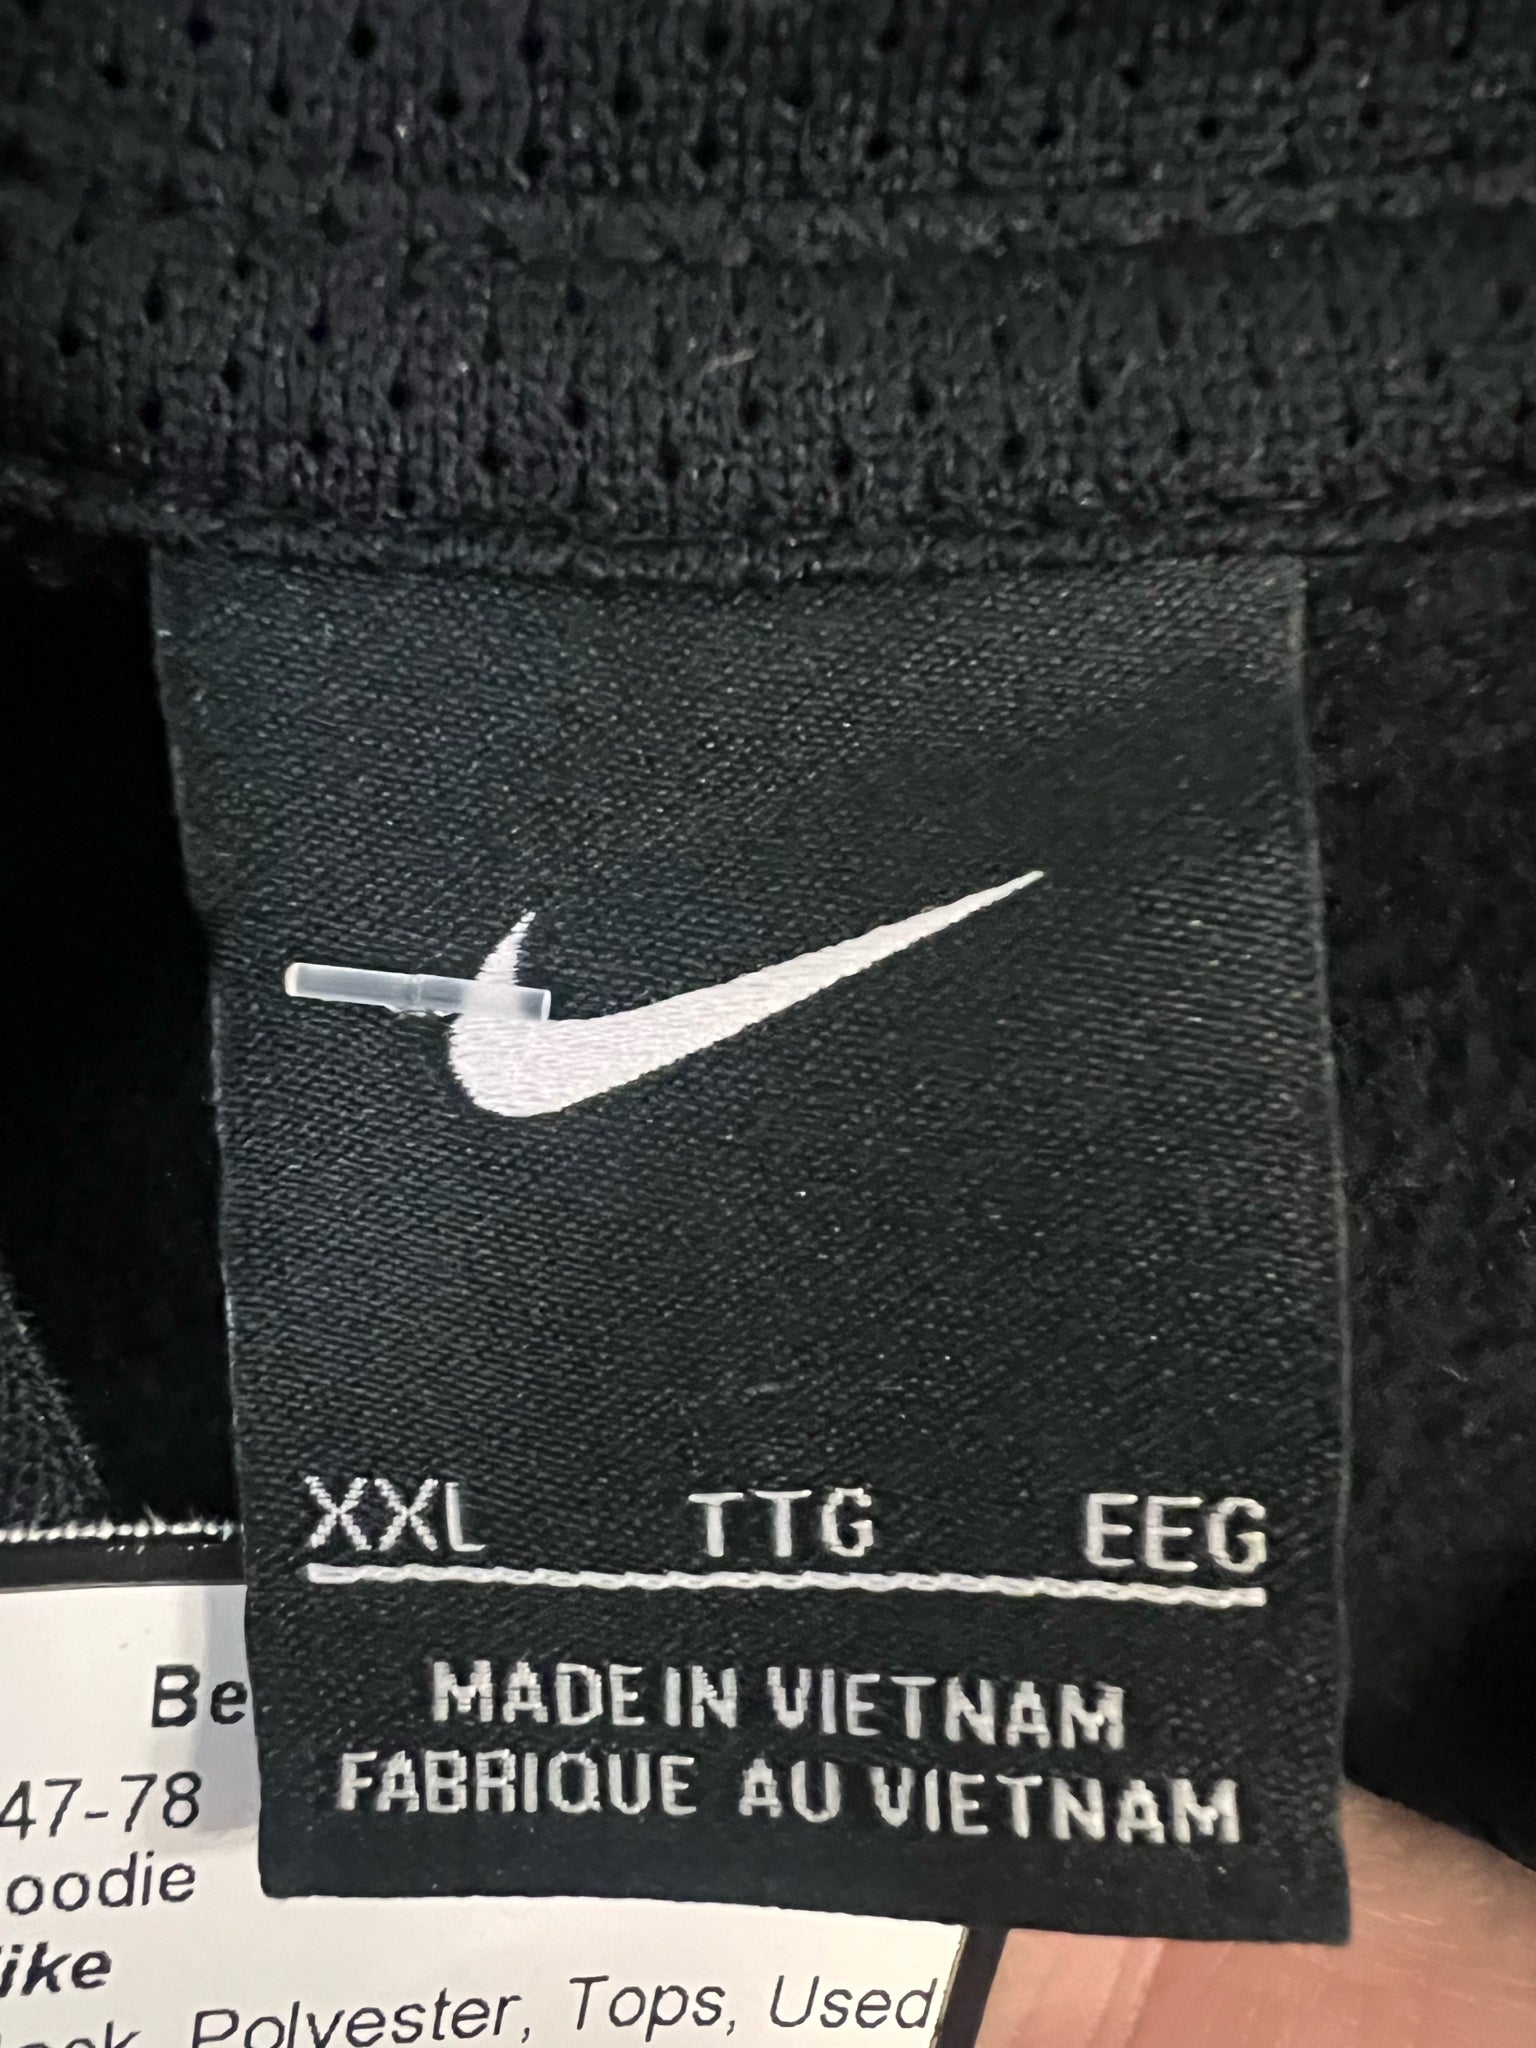 XXL TTG EEG
MADE IN VIETNAM
FABRIQUE AU VIETNAM
Be
47-78
oodie
ike
Polyester, Tops, Used